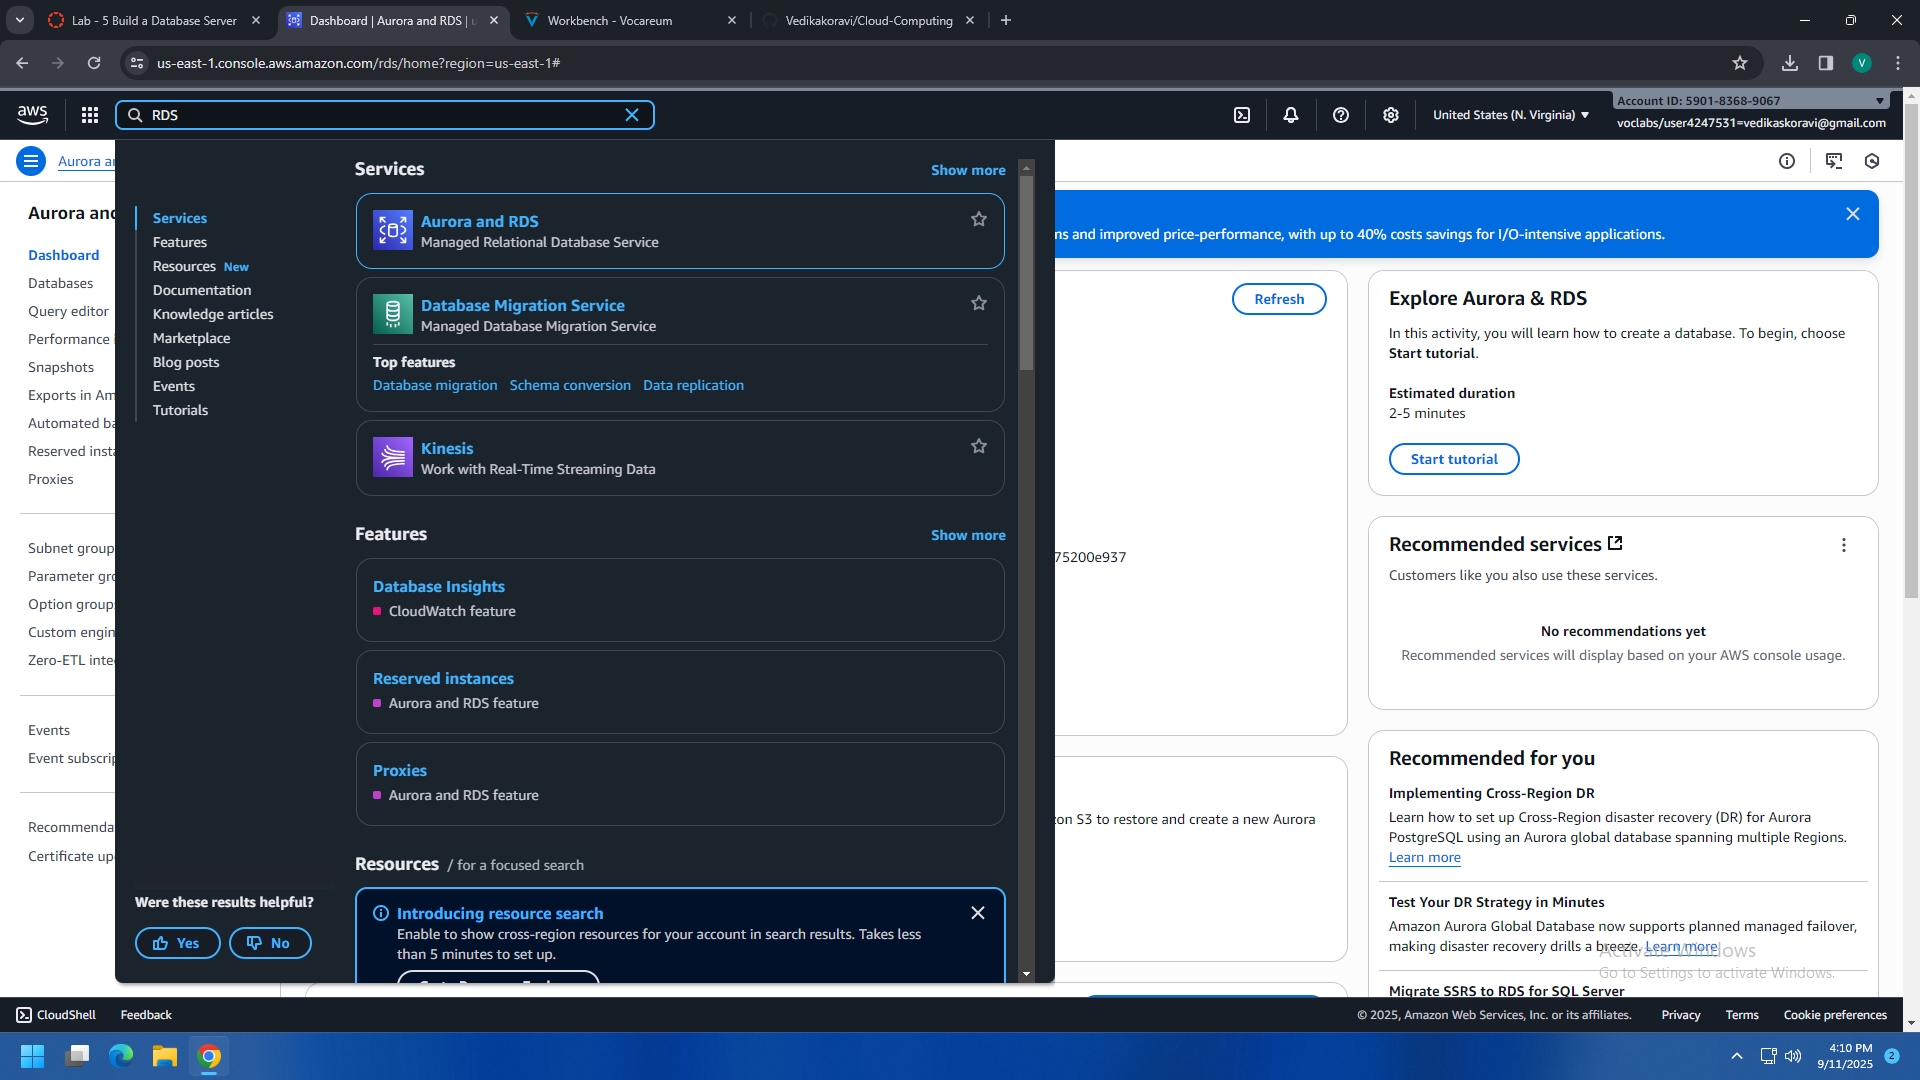 Lab - 5 Build a Database Server
Dashboard | Aurora and RDS |
Workbench - Vocareum
Vedikakoravi/Cloud-Computing
us-east-1.console.aws.amazon.com/rds/home?region=us-east-1#
V
aws
RDS
United States (N. Virginia)
Account ID: 5901-8368-9067
voclabs/user4247531=vedikaskoravi@gmail.com
Aurora an
Aurora and
Dashboard
Databases
Query editor
Performance i
Snapshots
Exports in Am
Automated ba
Reserved insta
Proxies
Subnet group
Parameter gro
Option groups
Custom engin
Zero-ETL inte
Events
Event subscrip
Recommenda
Certificate up
Services
Features
Resources New
Documentation
Knowledge articles
Marketplace
Blog posts
Events
Tutorials
Were these results helpful?
Yes
No
Services
Show more
Aurora and RDS
Managed Relational Database Service
Database Migration Service
Managed Database Migration Service
Top features
Database migration Schema conversion Data replication
Kinesis
Work with Real-Time Streaming Data
Features
Show more
Database Insights
CloudWatch feature
Reserved instances
Aurora and RDS feature
Proxies
Aurora and RDS feature
Resources / for a focused search
Introducing resource search
Enable to show cross-region resources for your account in search results. Takes less
than 5 minutes to set up.
ns and improved price-performance, with up to 40% costs savings for I/O-intensive applications.
Refresh
75200e937
on S3 to restore and create a new Aurora
Explore Aurora & RDS
In this activity, you will learn how to create a database. To begin, choose
Start tutorial.
Estimated duration
2-5 minutes
Start tutorial
Recommended services
Customers like you also use these services.
No recommendations yet
Recommended services will display based on your AWS console usage.
Recommended for you
Implementing Cross-Region DR
Learn how to set up Cross-Region disaster recovery (DR) for Aurora
PostgreSQL using an Aurora global database spanning multiple Regions.
Learn more
Test Your DR Strategy in Minutes
Amazon Aurora Global Database now supports planned managed failover,
making disaster recovery drills a breeze. Learn more
Migrate SSRS to RDS for SQL Server
Activate Windows
Go to Settings to activate Windows.
CloudShell
Feedback
© 2025, Amazon Web Services, Inc. or its affiliates.
Privacy
Terms
Cookie preferences
4:10 PM
9/11/2025
2